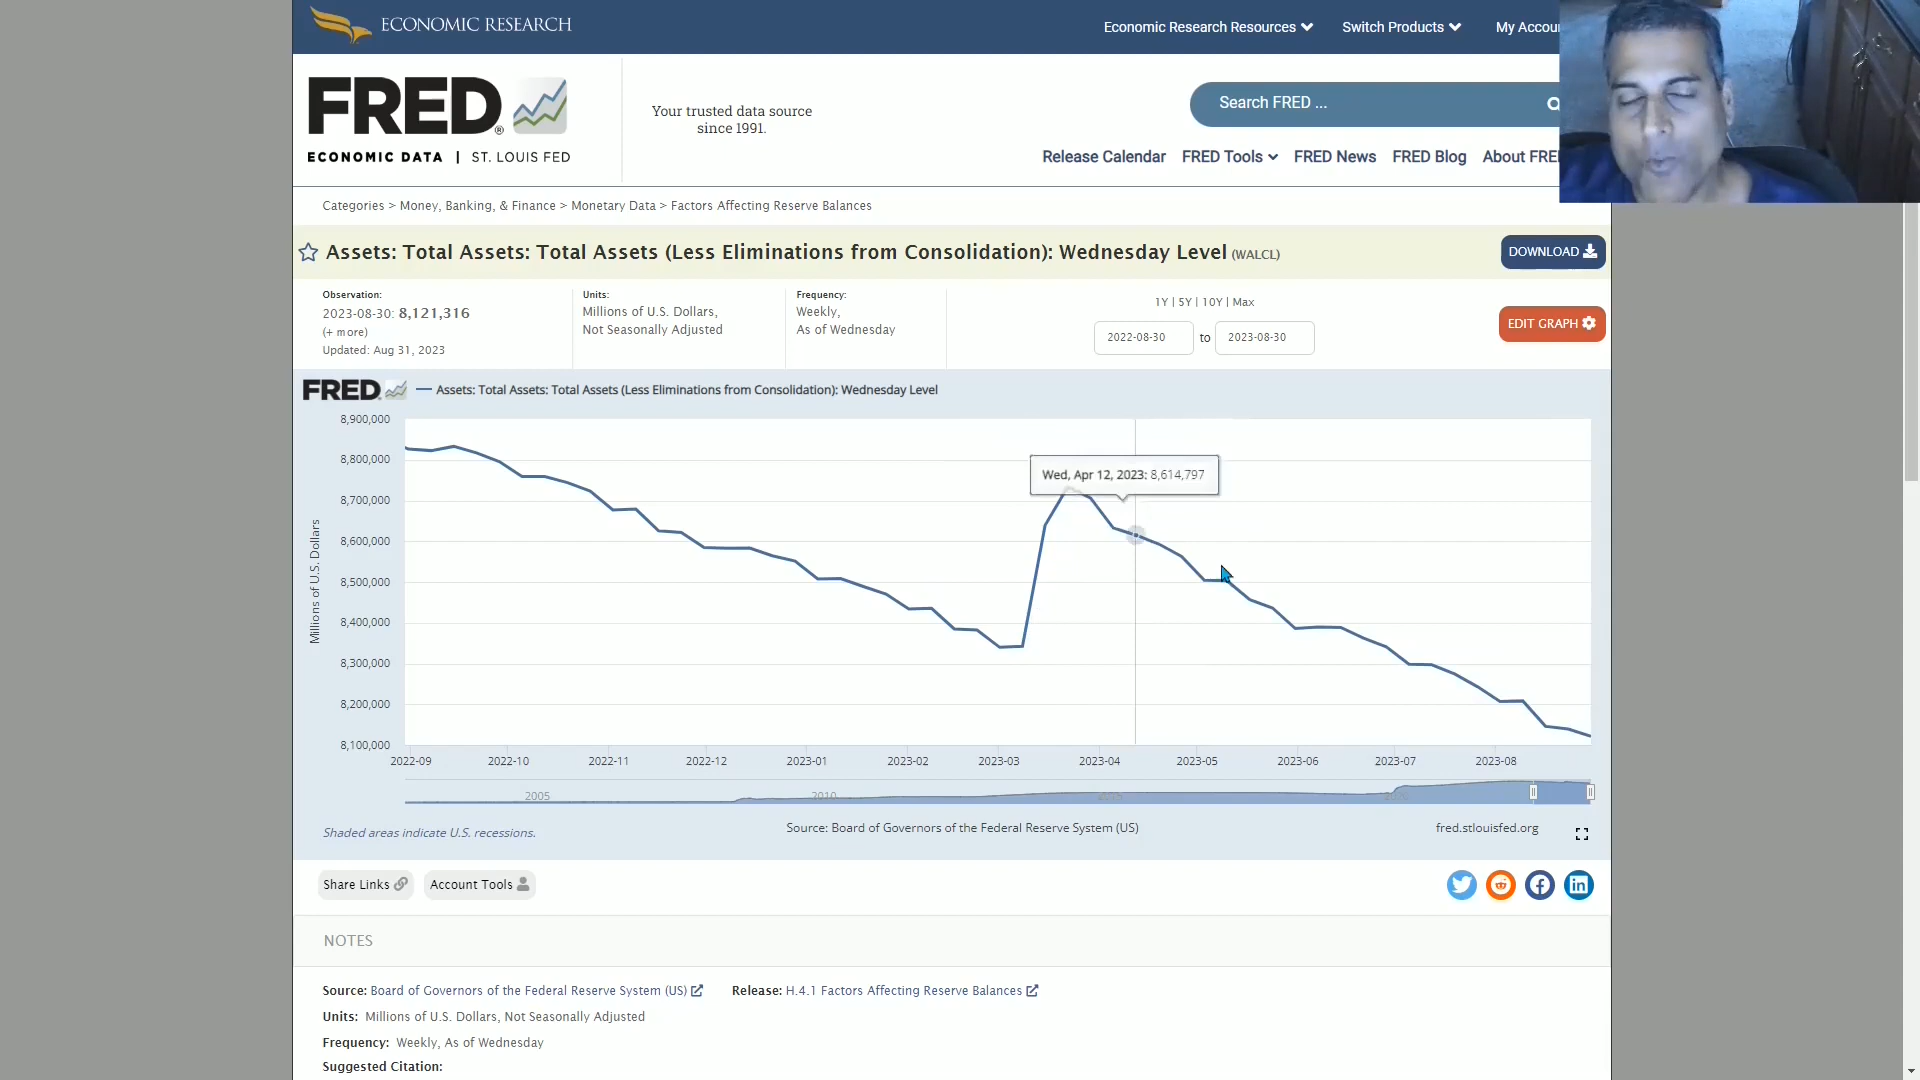 ECONOMIC RESEARCH
Economic Research Resources
Switch Products
My Accou
FRED®
ECONOMIC DATA | ST. LOUIS FED
Your trusted data source
since 1991.
Search FRED ...
Release Calendar
FRED Tools
FRED News
FRED Blog
About FRE
Categories > Money, Banking, & Finance > Monetary Data > Factors Affecting Reserve Balances
Assets: Total Assets: Total Assets (Less Eliminations from Consolidation): Wednesday Level (WALCL)
DOWNLOAD
Observation:
2023-08-30: 8,121,316
(+ more)
Updated: Aug 31, 2023
Units:
Millions of U.S. Dollars,
Not Seasonally Adjusted
Frequency:
Weekly,
As of Wednesday
1Y | 5Y | 10Y | Max
2022-08-30 to 2023-08-30
EDIT GRAPH
FRED
Assets: Total Assets: Total Assets (Less Eliminations from Consolidation): Wednesday Level
8,900,000
8,800,000
8,700,000
8,600,000
8,500,000
8,400,000
8,300,000
8,200,000
8,100,000
Millions of U.S. Dollars
Wed, Apr 12, 2023: 8,614,797
2022-09
2022-10
2022-11
2022-12
2023-01
2023-02
2023-03
2023-04
2023-05
2023-06
2023-07
2023-08
2005
2010
2015
2020
Shaded areas indicate U.S. recessions.
Source: Board of Governors of the Federal Reserve System (US)
fred.stlouisfed.org
Share Links
Account Tools
NOTES
Source: Board of Governors of the Federal Reserve System (US)
Release: H.4.1 Factors Affecting Reserve Balances
Units: Millions of U.S. Dollars, Not Seasonally Adjusted
Frequency: Weekly, As of Wednesday
Suggested Citation: